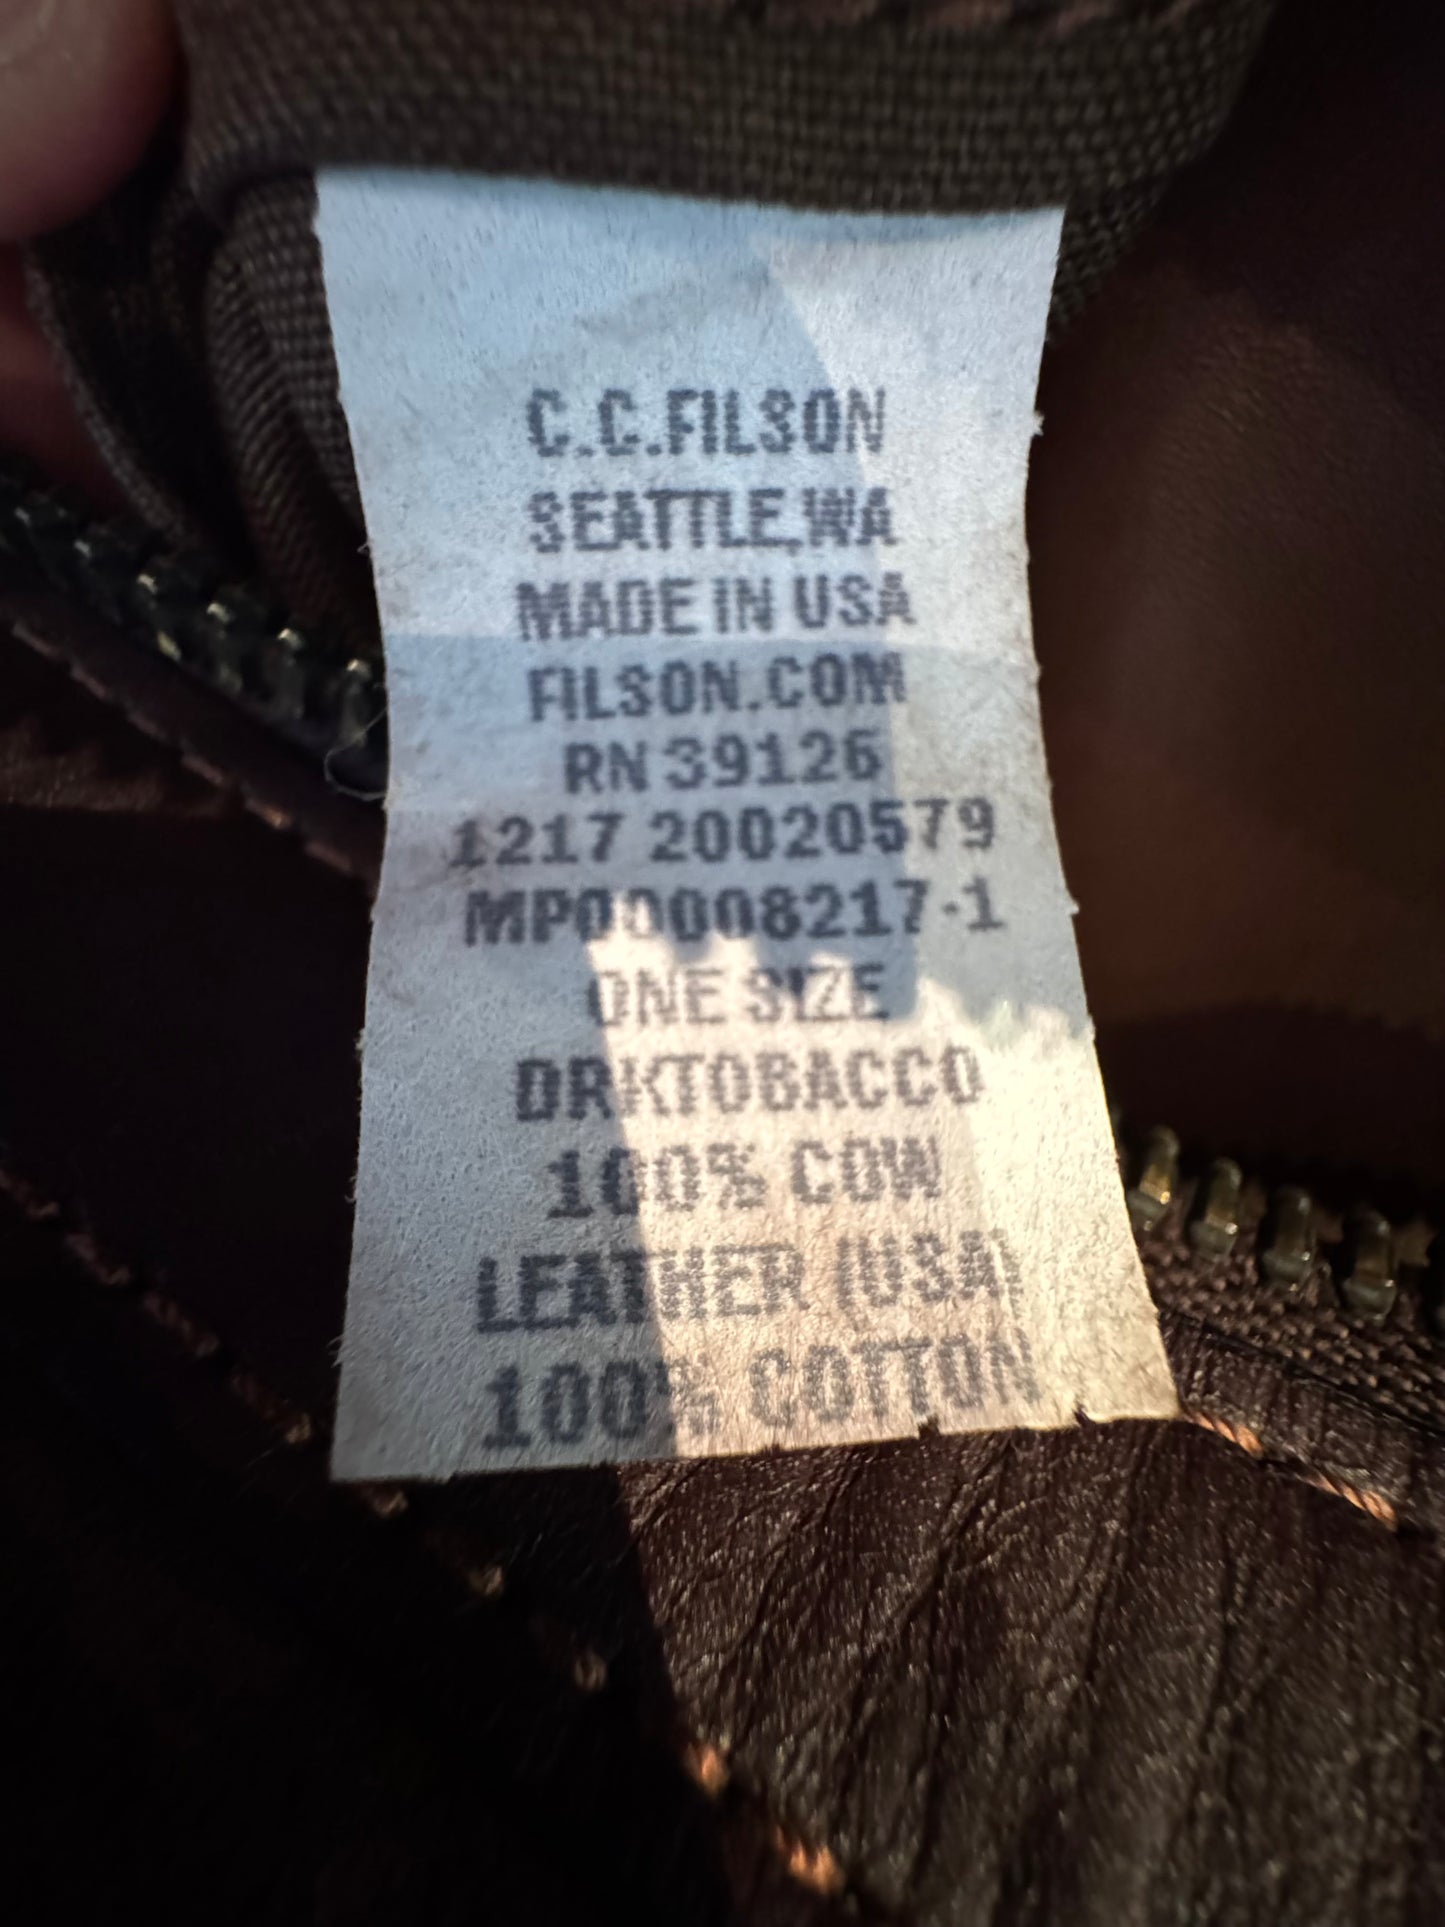 C.C.FILSON
SEATTLE,WA
MADE IN USA
FILSON.COM
RN 39126
1217 20020579
MP00008217-1
ONE SIZE
DRKTOBACCO
100% COW
LEATHER (USA)
100% COTTON